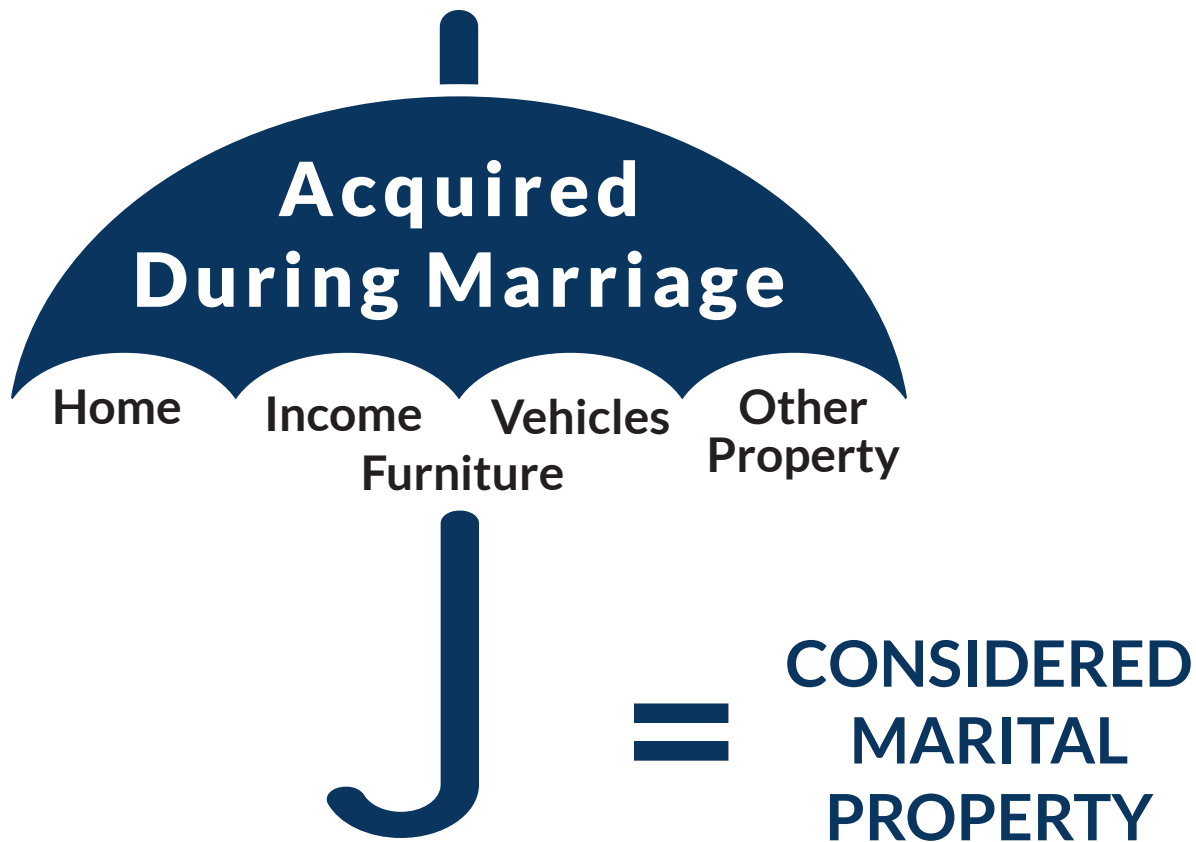 Acquired
During Marriage
Home
Income
Vehicles
Other
Property
Furniture
=
CONSIDERED
MARITAL
PROPERTY